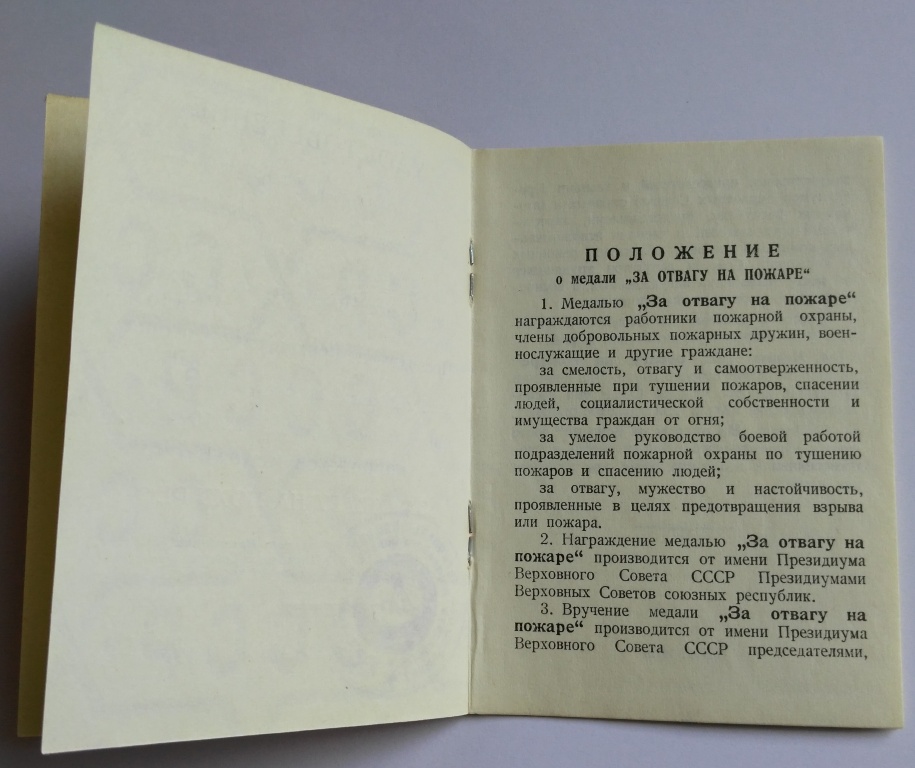 ПОЛОЖЕНИЕ
о медали „ЗА ОТВАГУ НА ПОЖАРЕ“
1. Медалью „За отвагу на пожаре“
награждаются работники пожарной охраны,
члены добровольных пожарных дружин, воен-
нослужащие и другие граждане:
за смелость, отвагу и самоотверженность,
проявленные при тушении пожаров, спасении
людей, социалистической собственности и
имущества граждан от огня;
за умелое руководство боевой работой
подразделений пожарной охраны по тушению
пожаров и спасению людей;
за отвагу, мужество и настойчивость,
проявленные в целях предотвращения взрыва
или пожара.
2. Награждение медалью „За отвагу на
пожаре“ производится от имени Президиума
Верховного Совета СССР Президиумами
Верховных Советов союзных республик.
3. Вручение медали „За отвагу на
пожаре“ производится от имени Президиума
Верховного Совета СССР председателями,